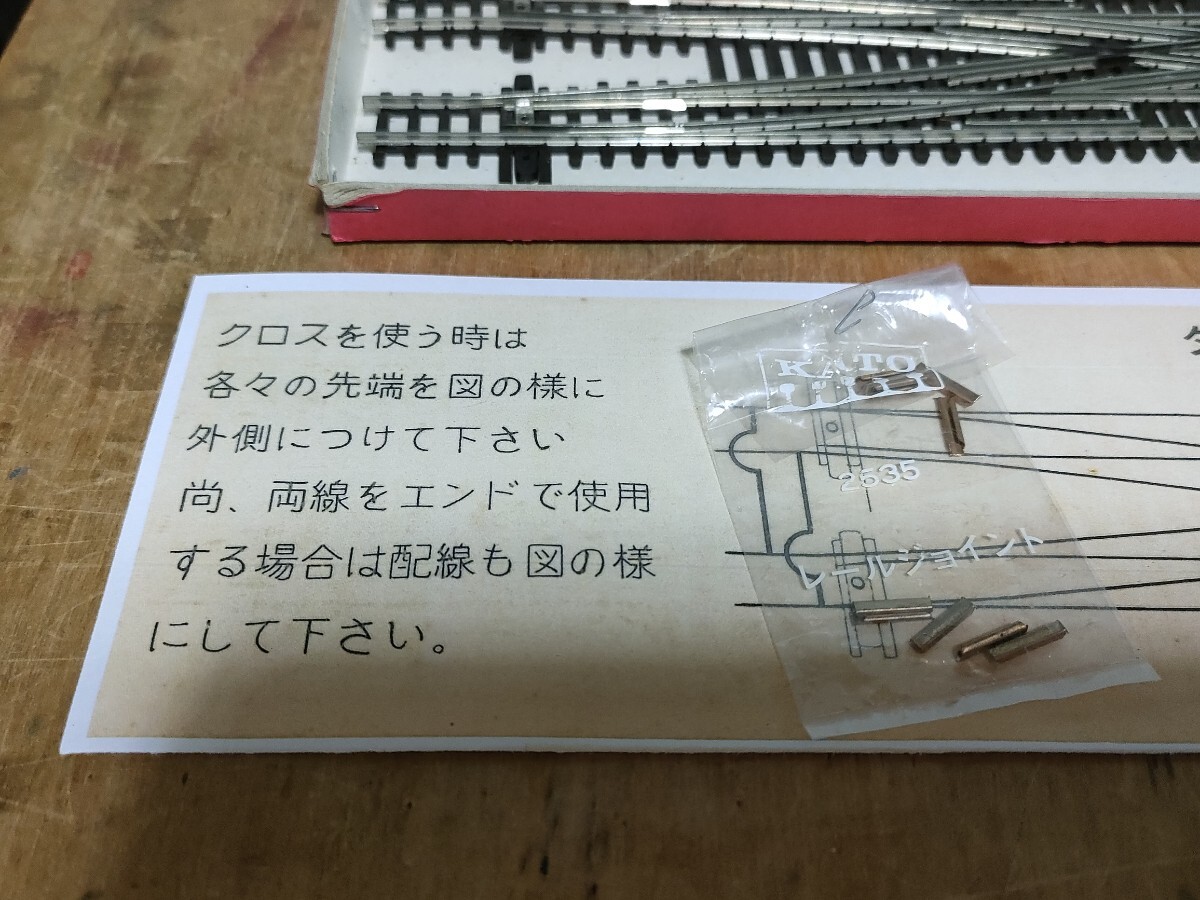 クロスを使う時は
各々の先端を図の様に
外側につけて下さい
尚、両線をエンドで使用
する場合は配線も図の様
にして下さい。
KATO
2535
レールジョイント